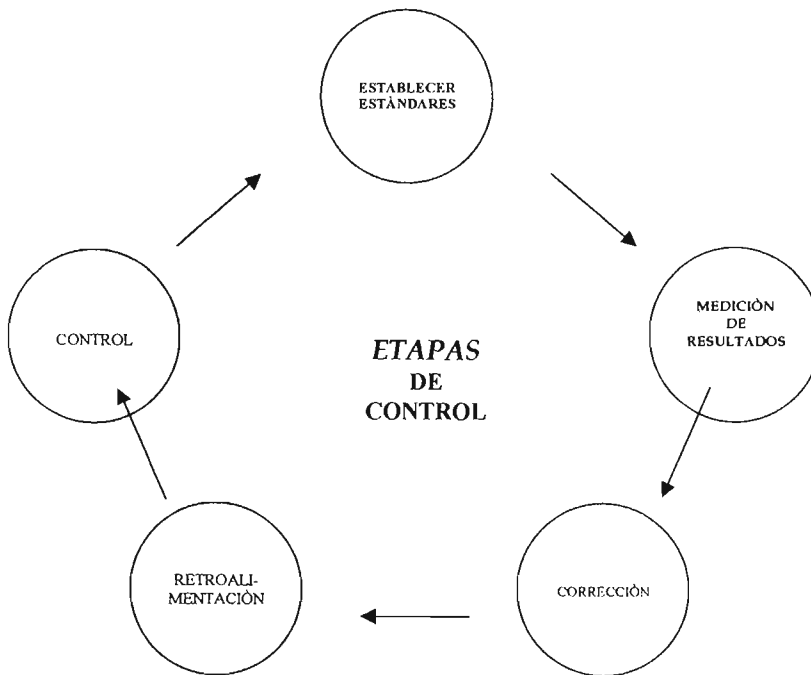 ESTABLECER
ESTÀNDARES
MEDICIÒN
DE
RESULTADOS
CONTROL
ETAPAS
DE
CONTROL
RETROALI-
MENTACIÒN
CORRECCIÒN